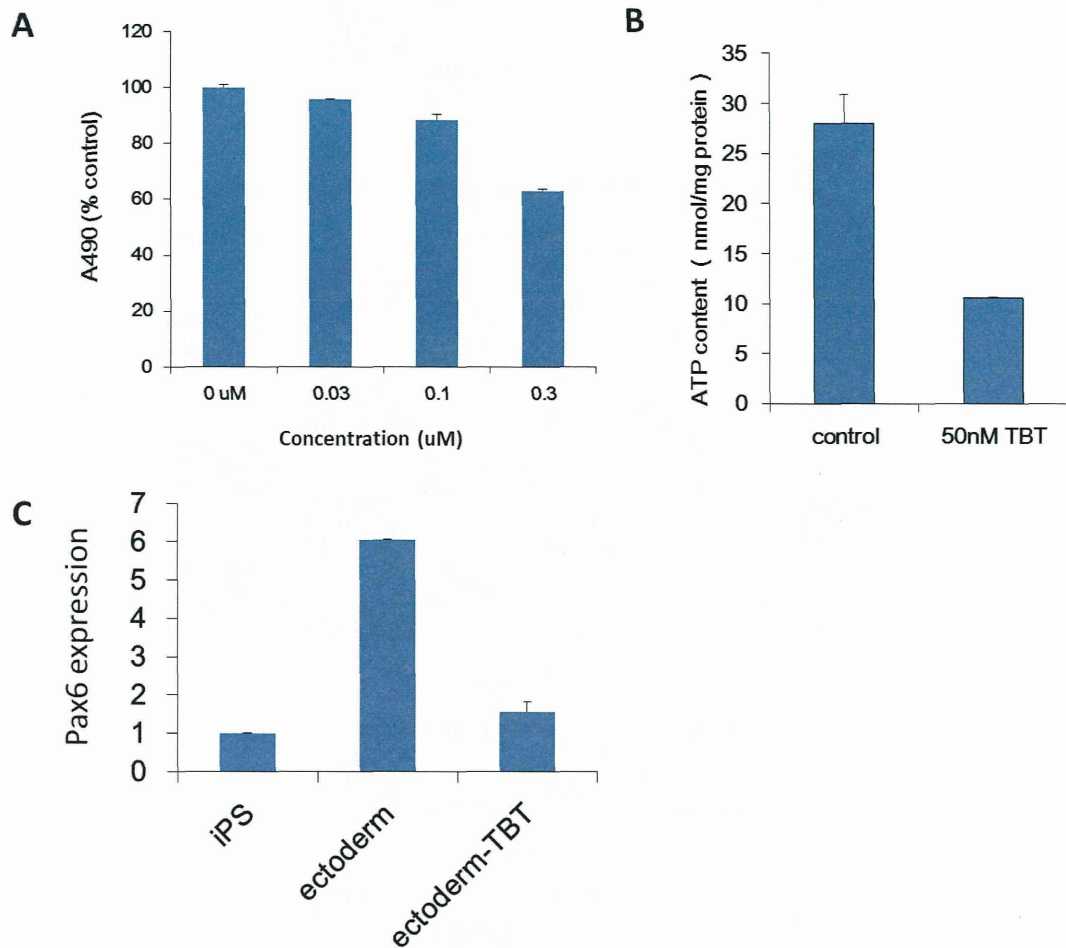 A
120
100
80
60
40
20
0
A490 (% control)
0 uM 0.03 0.1 0.3
Concentration (uM)
B
35
30
25
20
15
10
5
0
ATP content ( nmol/mg protein )
control 50nM TBT
C
7
6
5
4
3
2
1
0
Pax6 expression
iPS
ectoderm
ectoderm-TBT